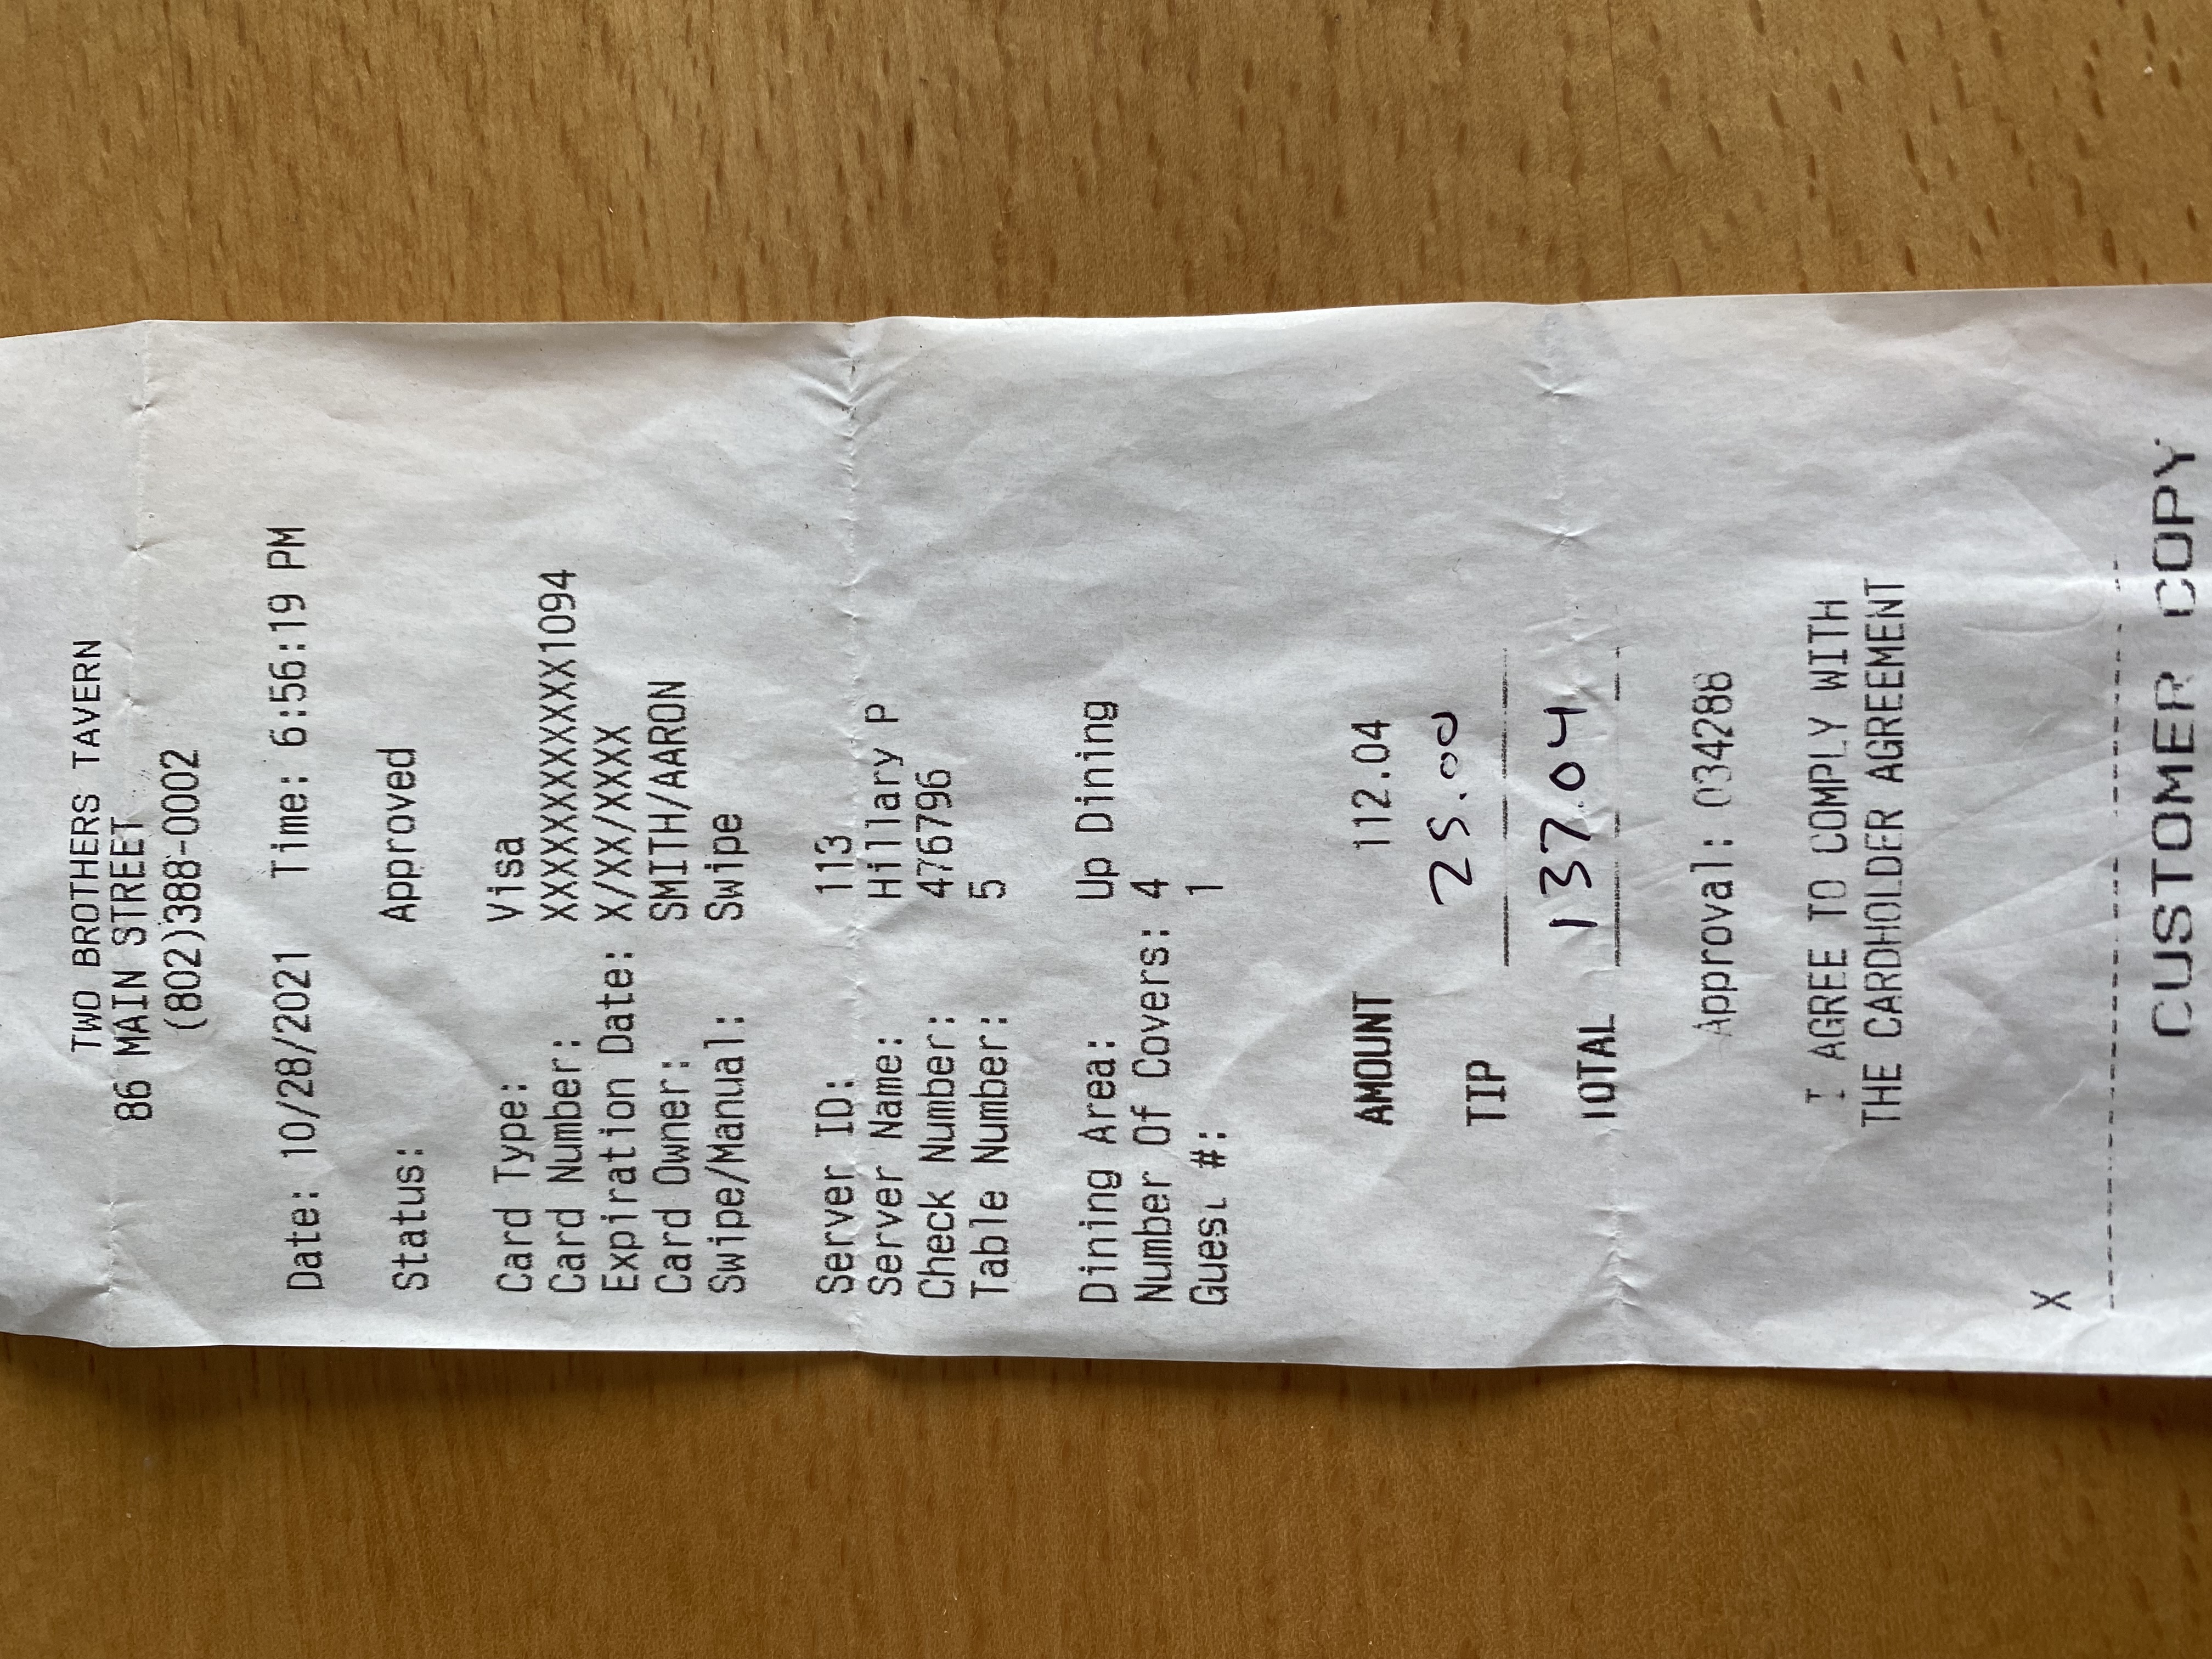 TWO BROTHERS TAVERN
86 MAIN STREET
(802)388-0002
Date: 10/28/2021 Time: 6:56:19 PM
Status: Approved
Card Type: Visa
Card Number: XXXXXXXXXXXX1094
Expiration Date: X/XX/XXXX
Card Owner: SMITH/AARON
Swipe/Manual: Swipe
Server ID: 113
Server Name: Hillary P
Check Number: 476796
Table Number: 5
Dining Area: Up Dining
Number Of Covers: 4
Guest #: 1
AMOUNT 112.04
TIP 25.00
TOTAL 137.04
Approval: 034288
I AGREE TO COMPLY WITH
THE CARDHOLDER AGREEMENT
X
CUSTOMER COPY